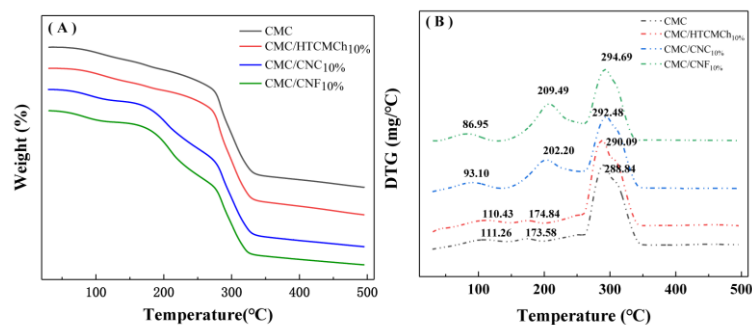 ( A )
CMC
CMC/HTCMCh10%
CMC/CNC10%
CMC/CNF10%
Weight (%)
100 200 300 400 500
Temperature(℃)
( B )
CMC
CMC/HTCMCh10%
CMC/CNC10%
CMC/CNF10%
294.69
209.49
86.95
292.48
202.20
93.10
290.09
110.43 174.84
288.84
111.26 173.58
DTG (mg/℃)
0 100 200 300 400 500
Temperature (℃)